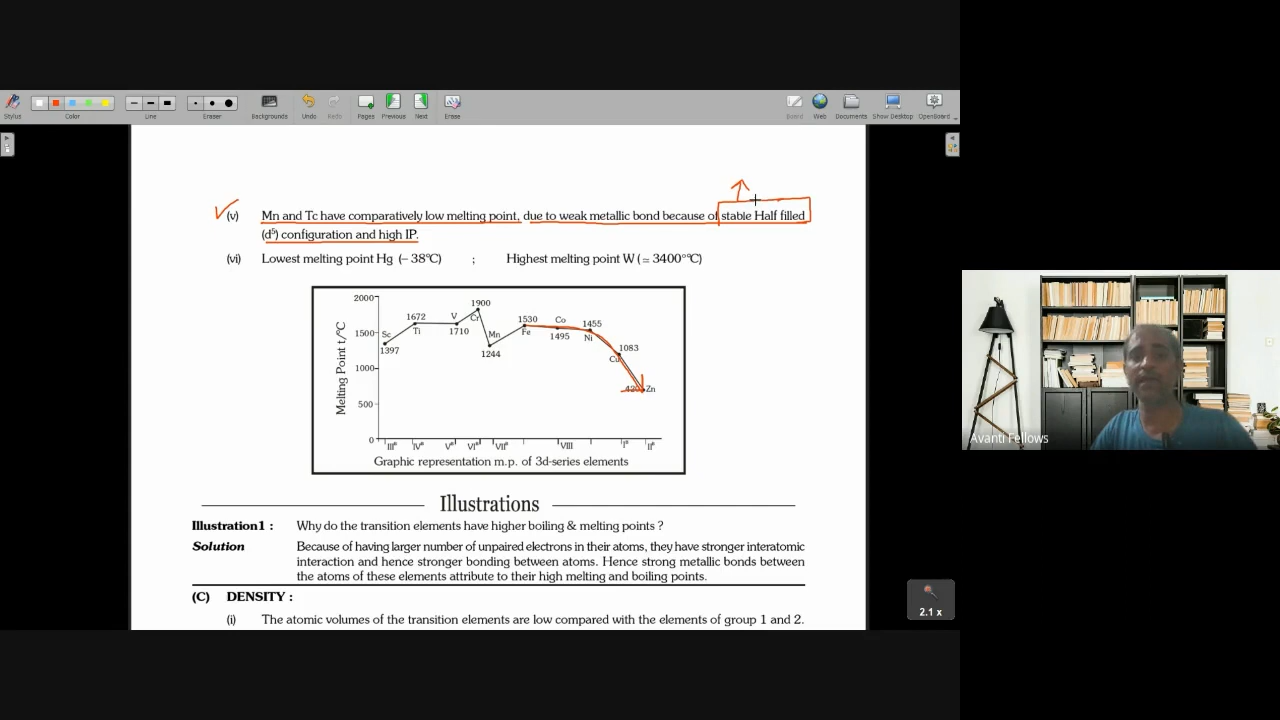 Stylus
Color
Line
Eraser
Backgrounds
Undo
Redo
Pages
Previous
Next
Erase
Board
Web
Documents
Show Desktop
OpenBoard
(v) Mn and Tc have comparatively low melting point, due to weak metallic bond because of stable Half filled
(d⁵) configuration and high IP.
(vi) Lowest melting point Hg (– 38°C) ; Highest melting point W ( ≃ 3400°°C)
2000
1500
1000
500
0
Melting Point t/°C
Sc
1397
1672
Ti
V
1710
1900
Cr
Mn
1244
1530
Fe
Co
1495
1455
Ni
1083
Cu
Zn
IIIᴮ IVᴮ Vᴮ VIᴮ VIIᴮ VIII Iᴮ IIᴮ
Graphic representation m.p. of 3d-series elements
Illustrations
Illustration1 : Why do the transition elements have higher boiling & melting points ?
Solution Because of having larger number of unpaired electrons in their atoms, they have stronger interatomic
interaction and hence stronger bonding between atoms. Hence strong metallic bonds between
the atoms of these elements attribute to their high melting and boiling points.
(C) DENSITY :
(i) The atomic volumes of the transition elements are low compared with the elements of group 1 and 2.
2.1 x
Avanti Fellows